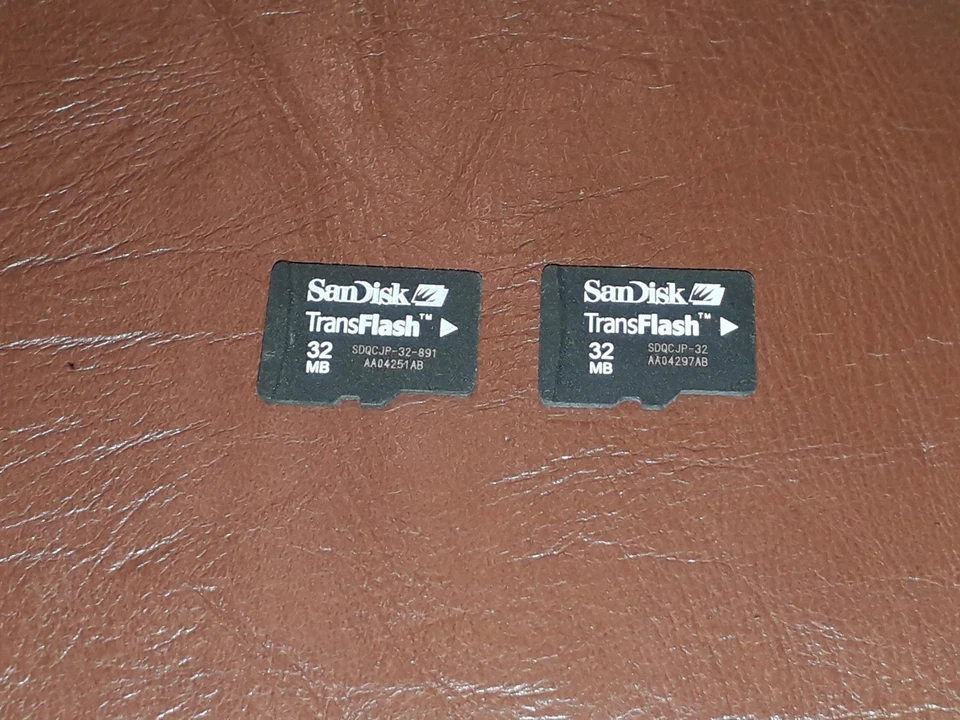 SanDisk
TransFlash™
32
MB
SDQCJP-32-891
AA04251AB
SanDisk
TransFlash™
32
MB
SDQCJP-32
AA04297AB